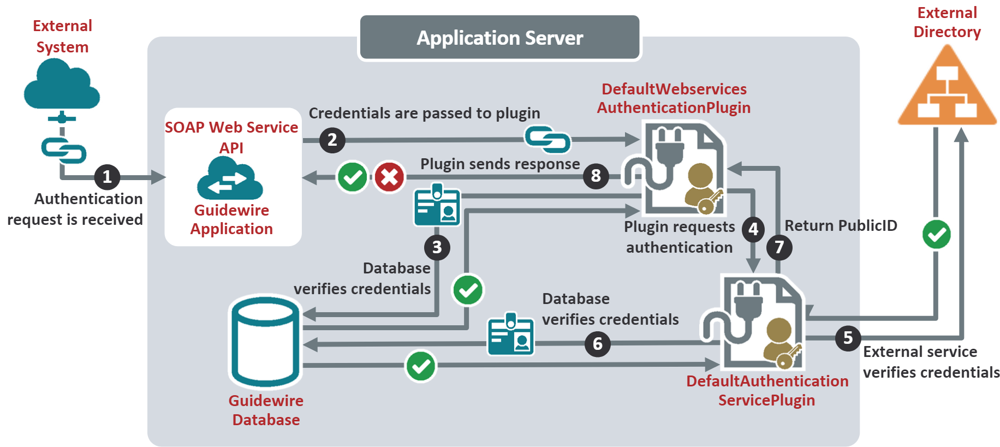 Application Server
External
System
External
Directory
1
Authentication
request is received
SOAP Web Service
API
Guidewire
Application
Credentials are passed to plugin
2
DefaultWebservices
AuthenticationPlugin
Plugin sends response
8
3
Database
verifies credentials
Plugin requests
authentication
4
7
Return PublicID
Database
verifies credentials
6
5
External service
verifies credentials
Guidewire
Database
DefaultAuthentication
ServicePlugin